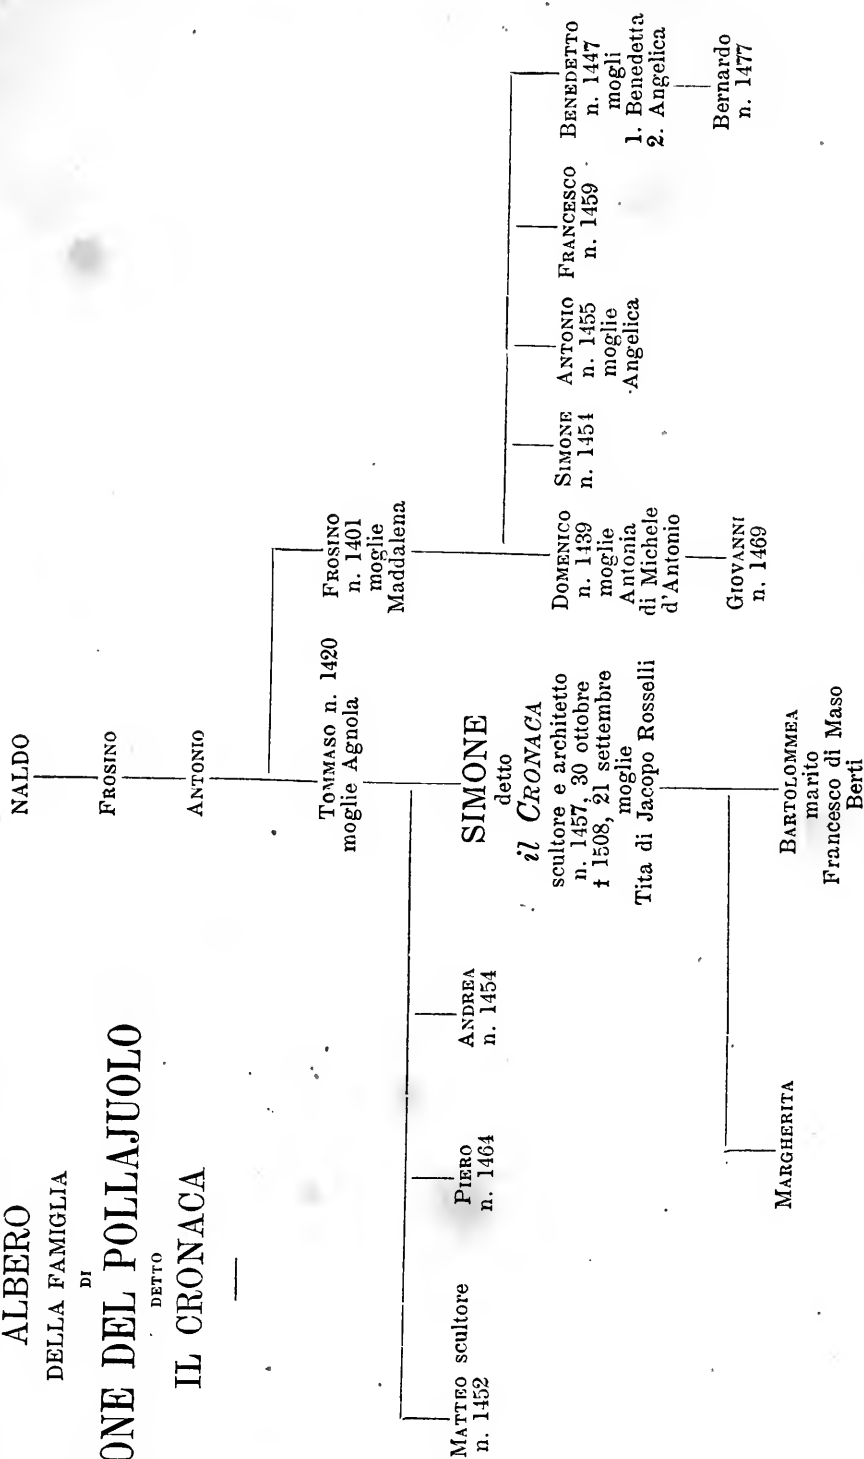 ALBERO
DELLA FAMIGLIA
DI
ONE DEL POLLAJUOLO
DETTO
IL CRONACA
NALDO
FROSINO
ANTONIO
TOMMASO n. 1420
moglie Agnola
FROSINO
n. 1401
moglie
Maddalena
MATTEO scultore
n. 1452
PIERO
n. 1464
ANDREA
n. 1454
SIMONE
detto
il CRONACA
scultore e architetto
n. 1457, 30 ottobre
† 1508, 21 settembre
moglie
Tita di Jacopo Rosselli
DOMENICO
n. 1439
moglie
Antonia
di Michele
d'Antonio
SIMONE
n. 1454
ANTONIO
n. 1455
moglie
Angelica
FRANCESCO
n. 1459
BENEDETTO
n. 1447
mogli
1. Benedetta
2. Angelica
MARGHERITA
BARTOLOMMEA
marito
Francesco di Maso
Berti
GIOVANNI
n. 1469
Bernardo
n. 1477